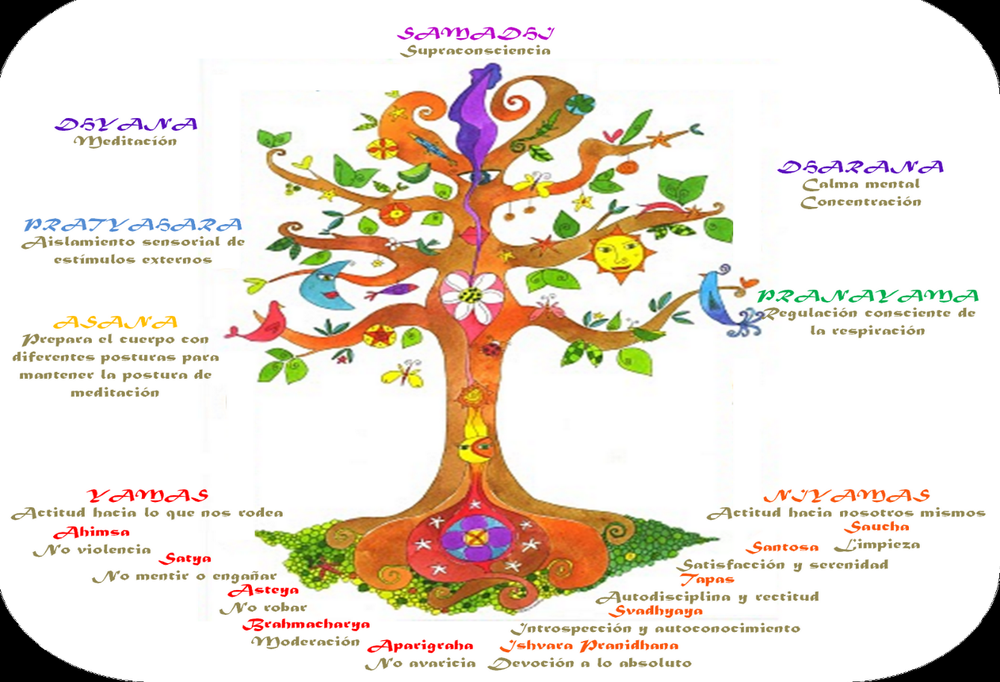 SAMADHI
Supraconsciencia
DHYANA
Meditación
DHARANA
Calma mental
Concentración
PRATYAHARA
Aislamiento sensorial de
estímulos externos
PRANAYAMA
Regulación consciente de
la respiración
ASANA
Prepara el cuerpo con
diferentes posturas para
mantener la postura de
meditación
YAMAS
Actitud hacia lo que nos rodea
Ahimsa
No violencia
Satya
No mentir o engañar
Asteya
No robar
Brahmacharya
Moderación
Aparigraha
No avaricia
NIYAMAS
Actitud hacia nosotros mismos
Saucha
Limpieza
Santosa
Satisfacción y serenidad
Tapas
Autodisciplina y rectitud
Svadhyaya
Introspección y autoconocimiento
Ishvara Pranidhana
Devoción a lo absoluto